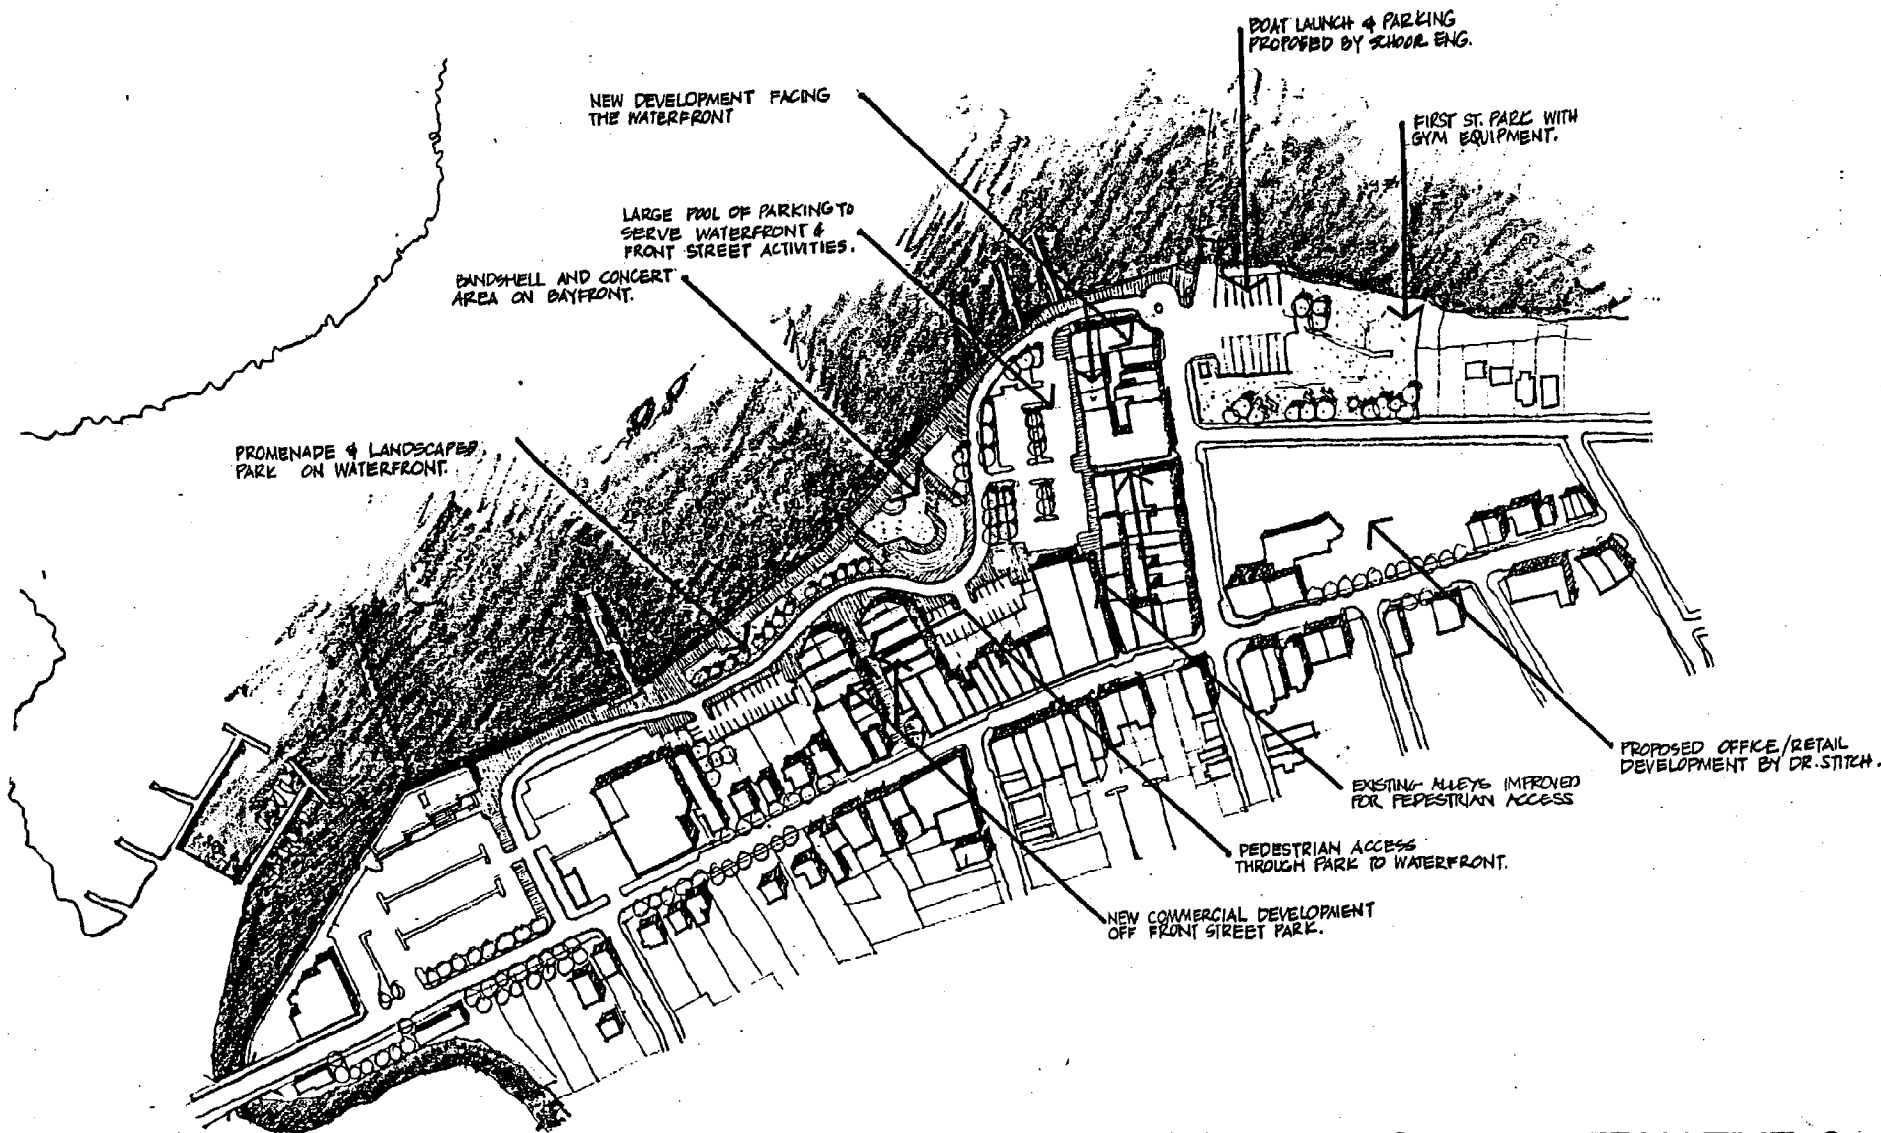 BOAT LAUNCH & PARKING
PROPOSED BY SCHOOR ENG.
NEW DEVELOPMENT FACING
THE WATERFRONT
FIRST ST. PARK WITH
GYM EQUIPMENT.
LARGE POOL OF PARKING TO
SERVE WATERFRONT &
FRONT STREET ACTIVITIES.
BANDSHELL AND CONCERT
AREA ON BAYFRONT.
PROMENADE & LANDSCAPED
PARK ON WATERFRONT.
PROPOSED OFFICE/RETAIL
DEVELOPMENT BY DR. STITCH.
EXISTING ALLEYS IMPROVED
FOR PEDESTRIAN ACCESS
PEDESTRIAN ACCESS
THROUGH PARK TO WATERFRONT.
NEW COMMERCIAL DEVELOPMENT
OFF FRONT STREET PARK.